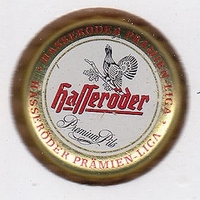 HASSERÖDER PRÄMIEN-LIGA
Hasseröder
Premium Pils
HASSERÖDER PRÄMIEN-LIGA